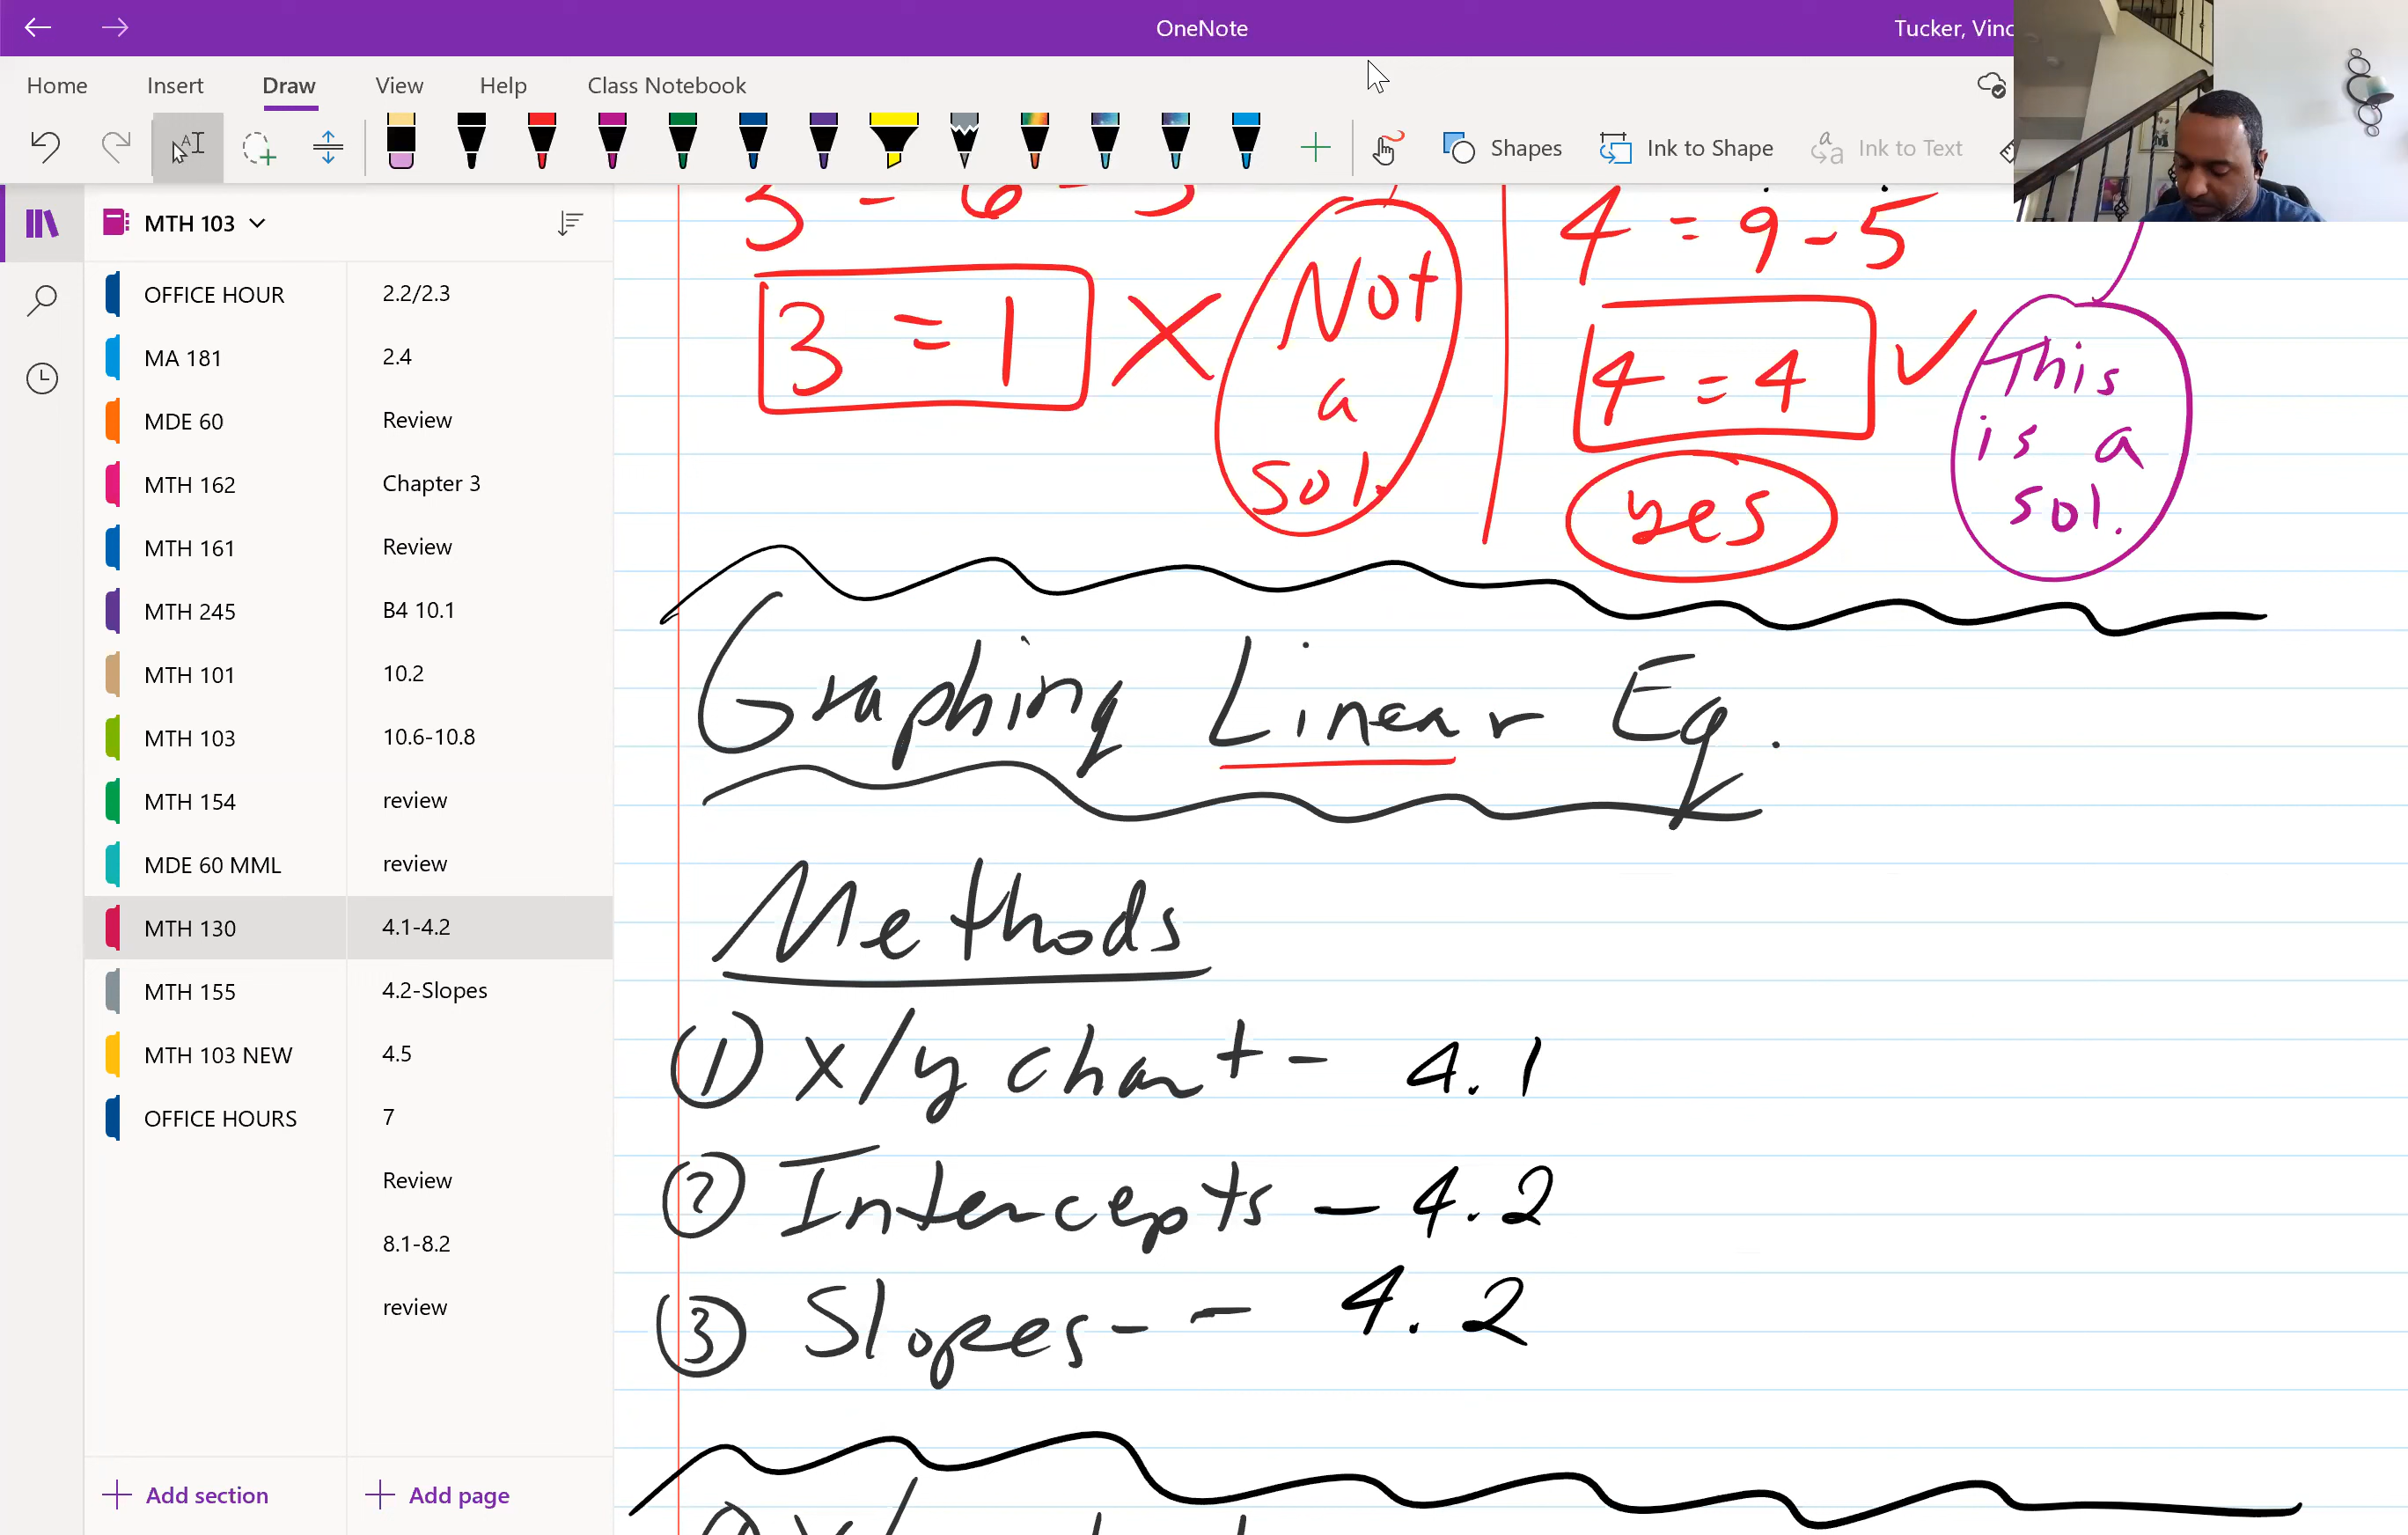 OneNote
Tucker, Vinc
Home Insert Draw View Help Class Notebook
Shapes Ink to Shape Ink to Text
MTH 103
OFFICE HOUR
MA 181
MDE 60
MTH 162
MTH 161
MTH 245
MTH 101
MTH 103
MTH 154
MDE 60 MML
MTH 130
MTH 155
MTH 103 NEW
OFFICE HOURS
Add section
2.2/2.3
2.4
Review
Chapter 3
Review
B4 10.1
10.2
10.6-10.8
review
review
4.1-4.2
4.2-Slopes
4.5
7
Review
8.1-8.2
review
Add page
3 = 6 - 5
3 = 1
Not
a
sol.
4 = 9 - 5
4 = 4
yes
This
is a
sol.
Graphing Linear Eq.
Methods
① x/y chart - 4.1
② Intercepts - 4.2
③ Slopes - - 4.2